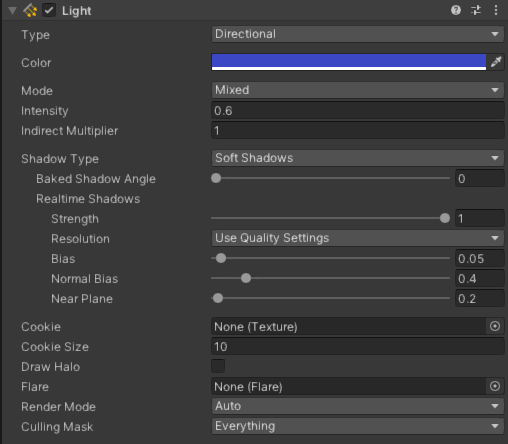 Light
Type Directional
Color
Mode Mixed
Intensity 0.6
Indirect Multiplier 1
Shadow Type Soft Shadows
Baked Shadow Angle 0
Realtime Shadows
Strength 1
Resolution Use Quality Settings
Bias 0.05
Normal Bias 0.4
Near Plane 0.2
Cookie None (Texture)
Cookie Size 10
Draw Halo
Flare None (Flare)
Render Mode Auto
Culling Mask Everything